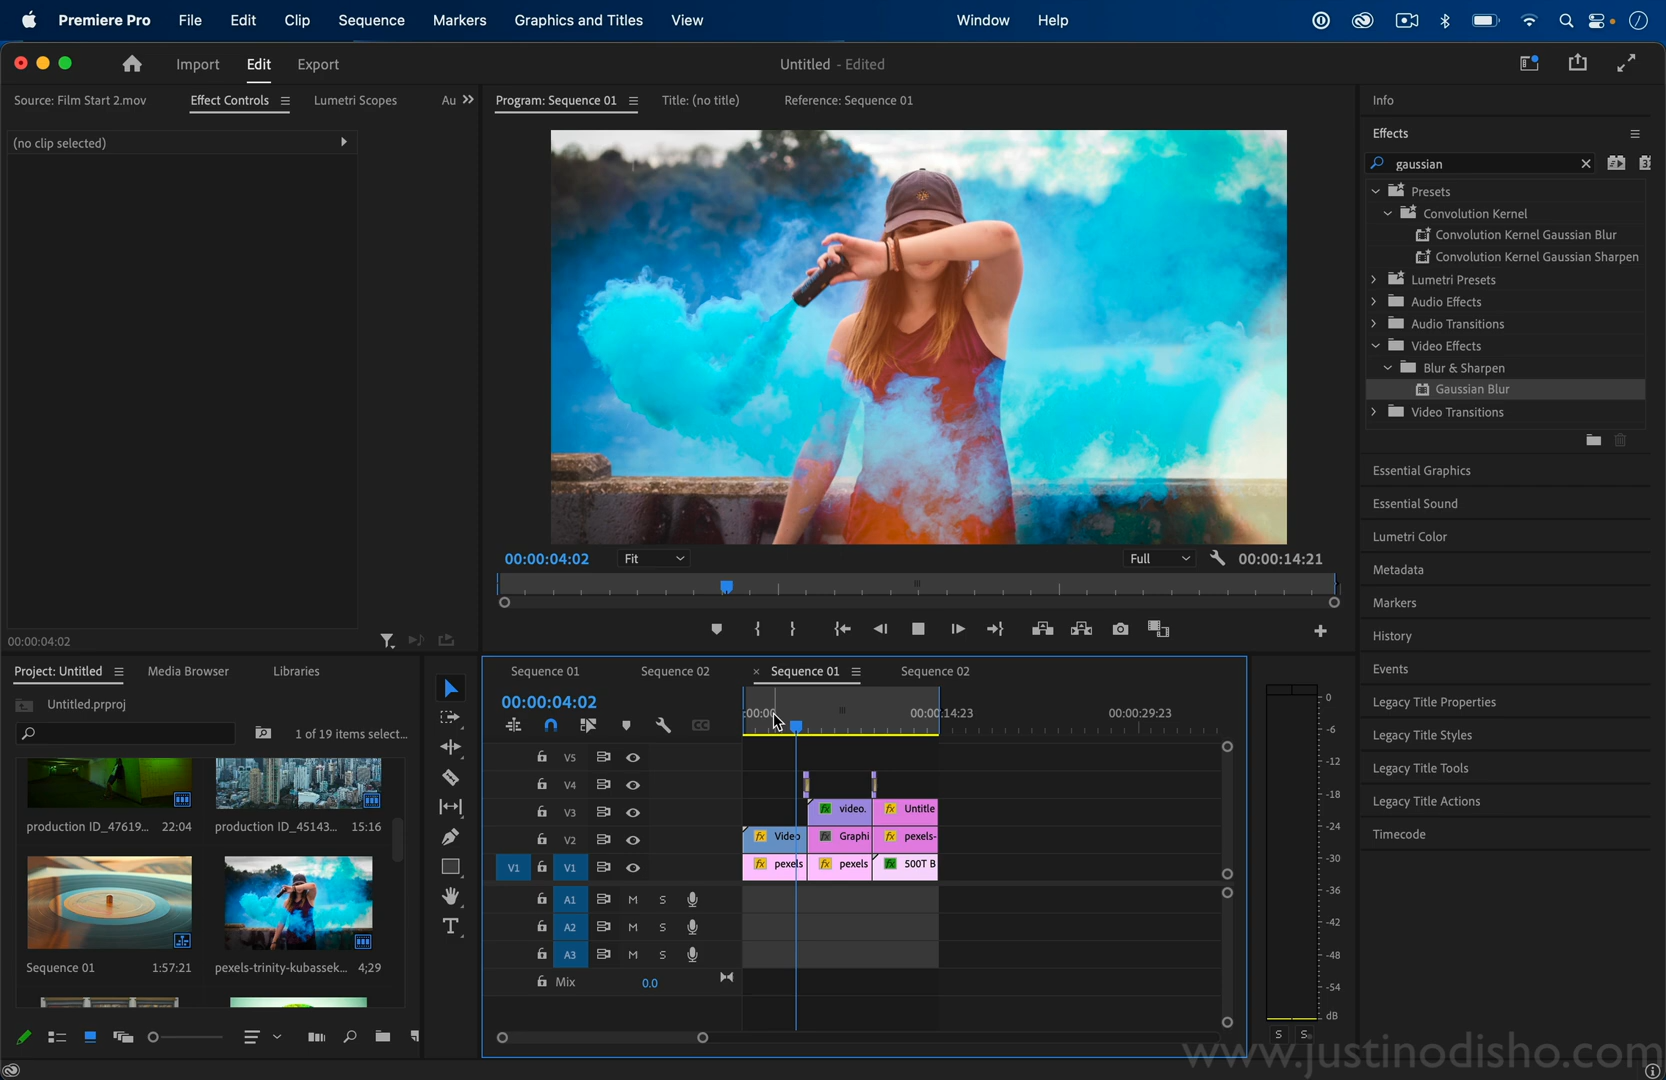 Premiere Pro File Edit Clip Sequence Markers Graphics and Titles View Window Help
Import Edit Export Untitled - Edited
Source: Film Start 2.mov Effect Controls Lumetri Scopes Au
Program: Sequence 01 Title: (no title) Reference: Sequence 01
(no clip selected)
00:00:04:02
00:00:04:02 Fit Full 00:00:14:21
Info
Effects
gaussian
Presets
Convolution Kernel
Convolution Kernel Gaussian Blur
Convolution Kernel Gaussian Sharpen
Lumetri Presets
Audio Effects
Audio Transitions
Video Effects
Blur & Sharpen
Gaussian Blur
Video Transitions
Essential Graphics
Essential Sound
Lumetri Color
Metadata
Markers
History
Events
Legacy Title Properties
Legacy Title Styles
Legacy Title Tools
Legacy Title Actions
Timecode
Project: Untitled Media Browser Libraries
Untitled.prproj
1 of 19 items select...
production ID_47619... 22:04 production ID_45143... 15:16
Sequence 01 1:57:21 pexels-trinity-kubassek... 4;29
Sequence 01 Sequence 02 Sequence 01 Sequence 02
00:00:04:02
:00:00 00:00:14:23 00:00:29:23
V5
V4
V3 fx video. fx Untitle
V2 fx Video fx Graphi fx pexels-
V1 V1 fx pexels fx pexels fx 500T B
A1 M S
A2 M S
A3 M S
Mix 0.0
0
-6
-12
-18
-24
-30
-36
-42
-48
-54
dB
S S
www.justinodisho.com